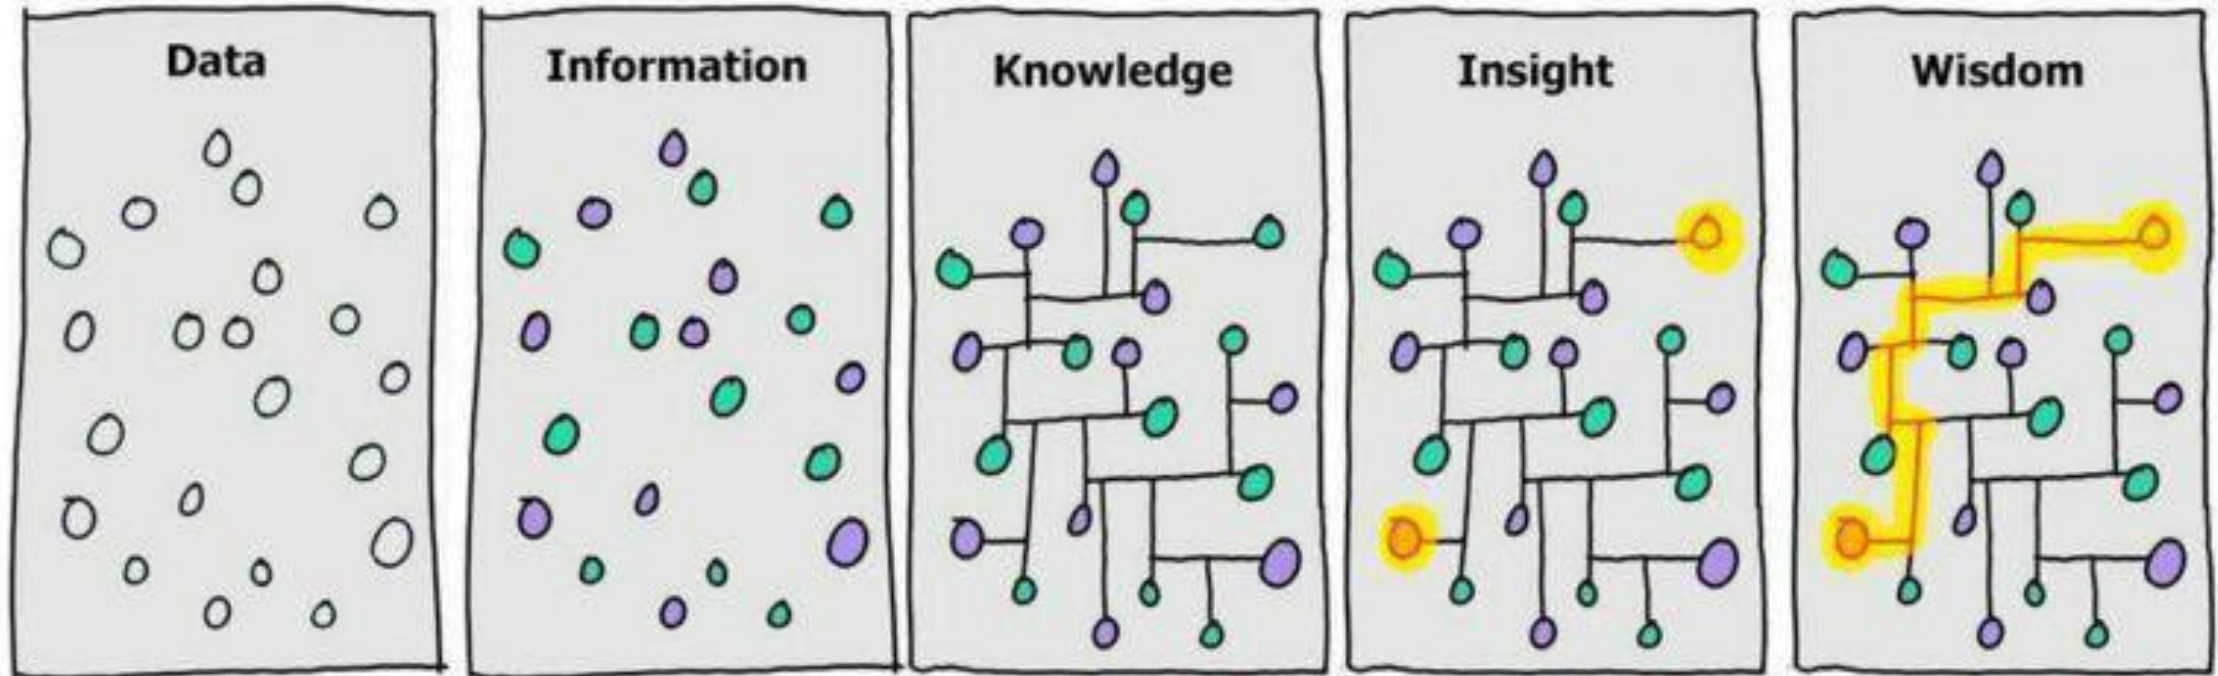 Data
Information
Knowledge
Insight
Wisdom